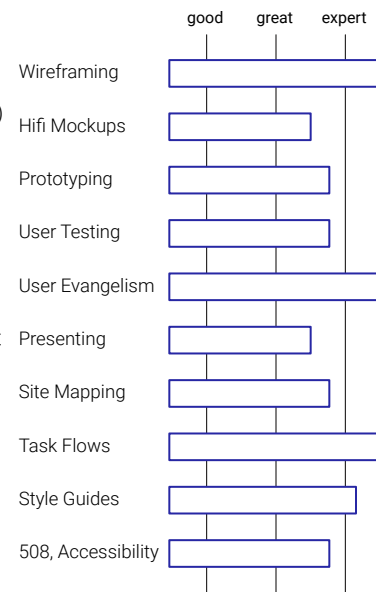 good great expert
Wireframing
Hifi Mockups
Prototyping
User Testing
User Evangelism
Presenting
Site Mapping
Task Flows
Style Guides
508, Accessibility